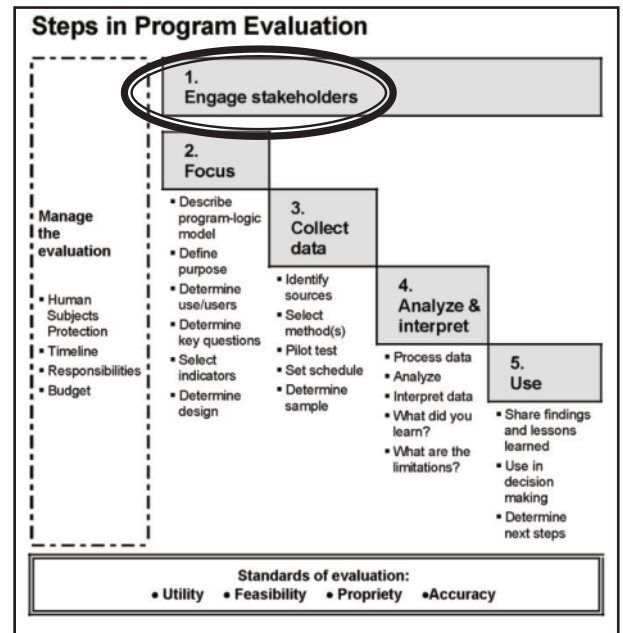 Steps in Program Evaluation
1.
Engage stakeholders
Manage
the
evaluation
▪ Human
Subjects
Protection
▪ Timeline
▪ Responsibilities
▪ Budget
2.
Focus
▪ Describe
program-logic
model
▪ Define
purpose
▪ Determine
use/users
▪ Determine
key questions
▪ Select
indicators
▪ Determine
design
3.
Collect
data
▪ Identify
sources
▪ Select
method(s)
▪ Pilot test
▪ Set schedule
▪ Determine
sample
4.
Analyze &
interpret
▪ Process data
▪ Analyze
▪ Interpret data
▪ What did you
learn?
▪ What are the
limitations?
5.
Use
▪ Share findings
and lessons
learned
▪ Use in
decision
making
▪ Determine
next steps
Standards of evaluation:
● Utility ● Feasibility ● Propriety ●Accuracy